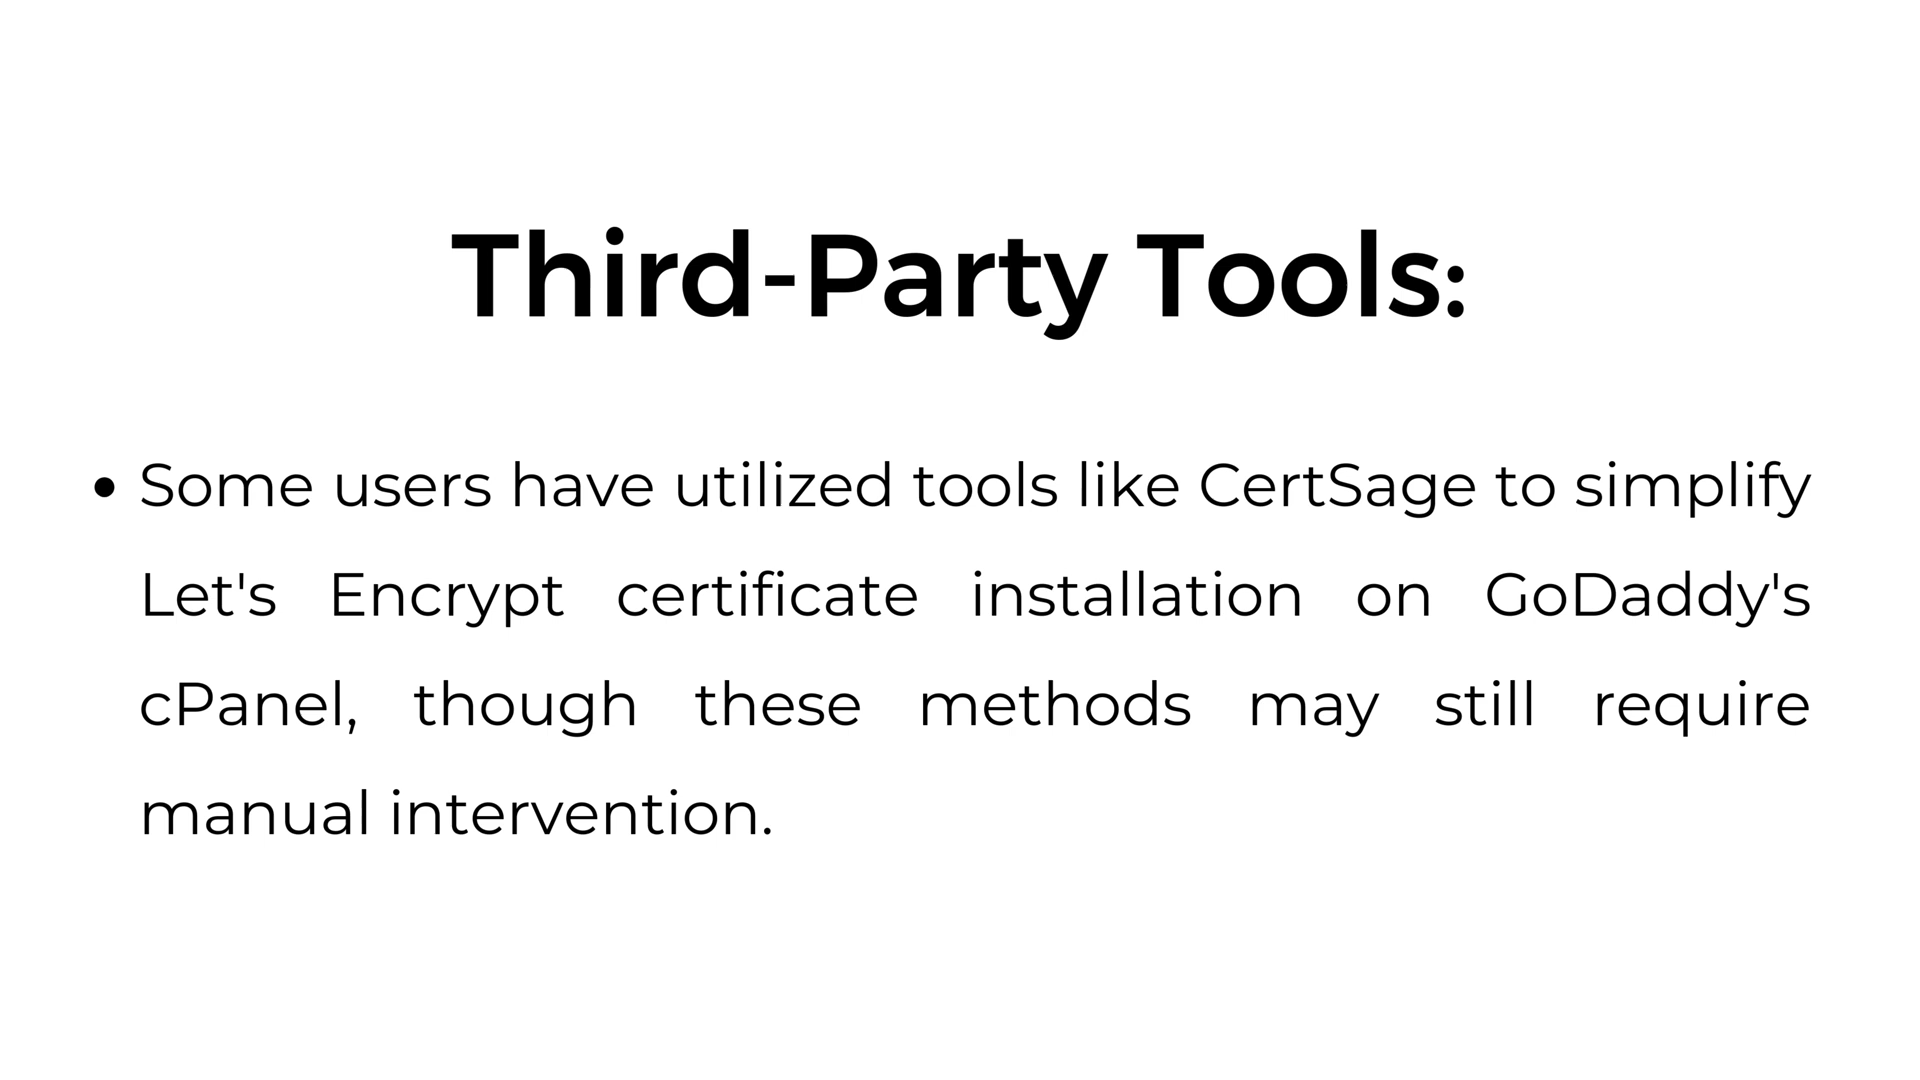 Third-Party Tools:
• Some users have utilized tools like CertSage to simplify
Let's Encrypt certificate installation on GoDaddy's
cPanel, though these methods may still require
manual intervention.